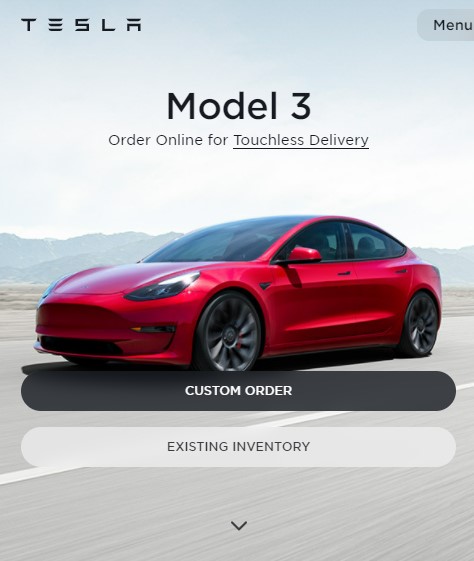 TESLA
Menu
Model 3
Order Online for Touchless Delivery
CUSTOM ORDER
EXISTING INVENTORY